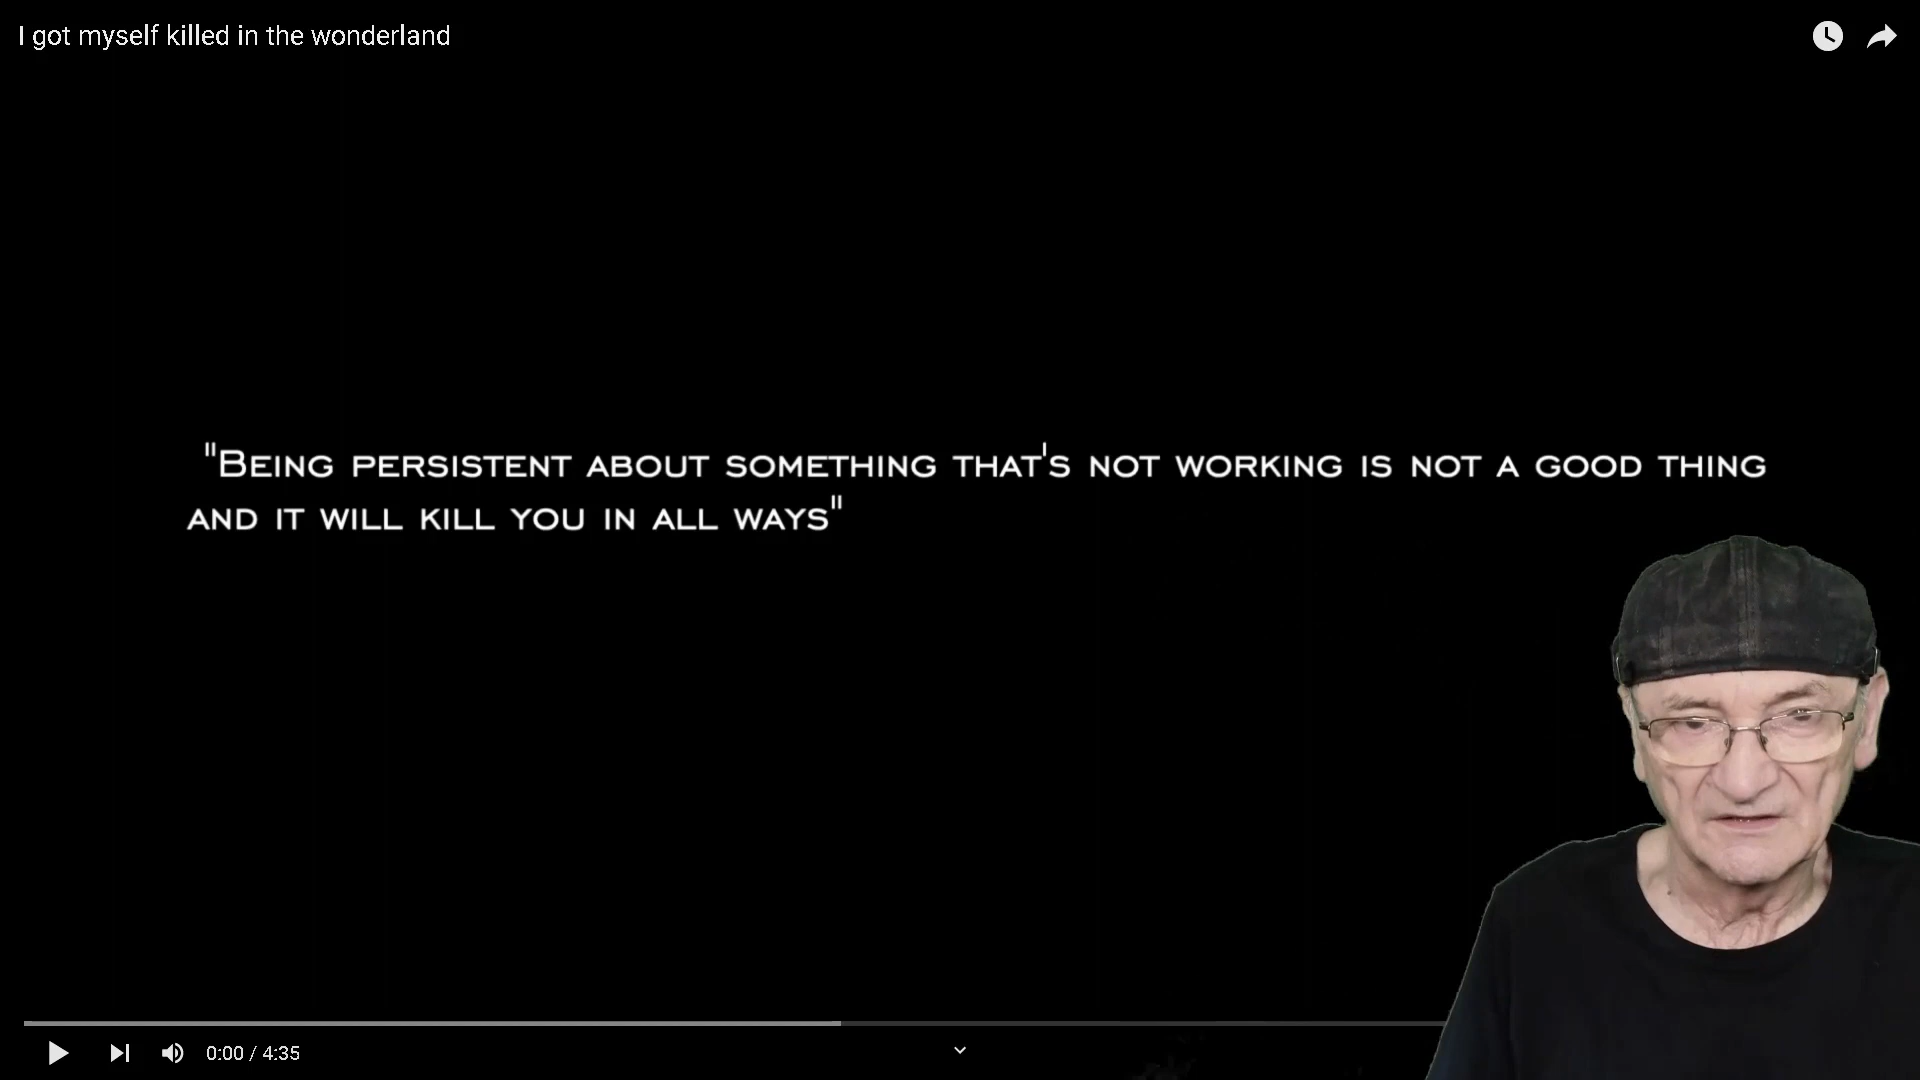 I got myself killed in the wonderland
"Being persistent about something that's not working is not a good thing
and it will kill you in all ways"
0:00 / 4:35